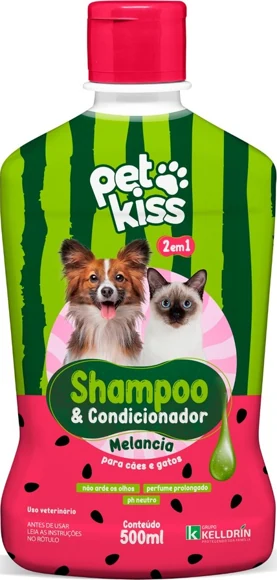 pet
kiss
2 em 1
Shampoo
& Condicionador
Melancia
para cães e gatos
não arde os olhos
perfume prolongado
ph neutro
Uso veterinário
ANTES DE USAR
LEIA AS INSTRUÇÕES
NO RÓTULO
Conteúdo
500ml
GRUPO
KELLDRIN